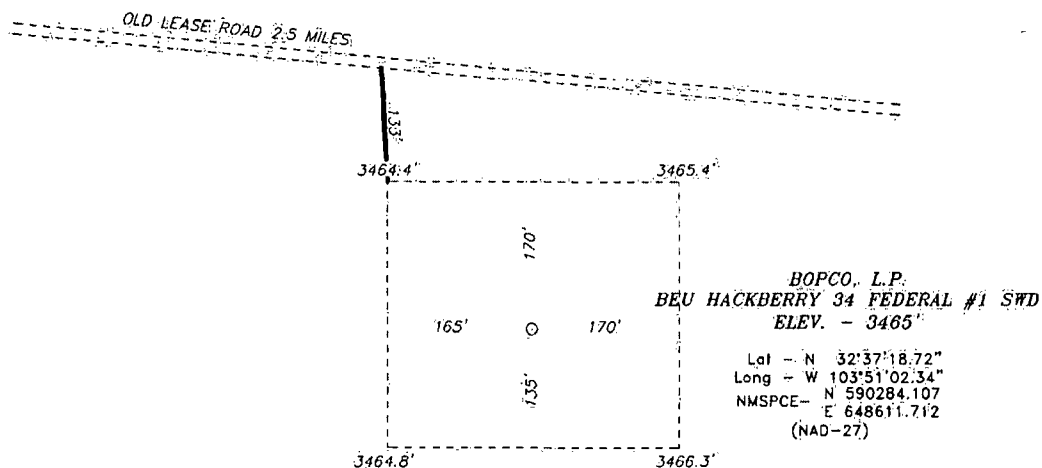 OLD LEASE ROAD 2.5 MILES
133'
3464.4'
3465.4'
170'
165'
170'
135'
BOPCO, L.P.
BEU HACKBERRY 34 FEDERAL #1 SWD
ELEV. - 3465'
Lat - N 32°37'18.72"
Long - W 103°51'02.34"
NMSPCE- N 590284.107
E 648611.712
(NAD-27)
3464.8'
3466.3'